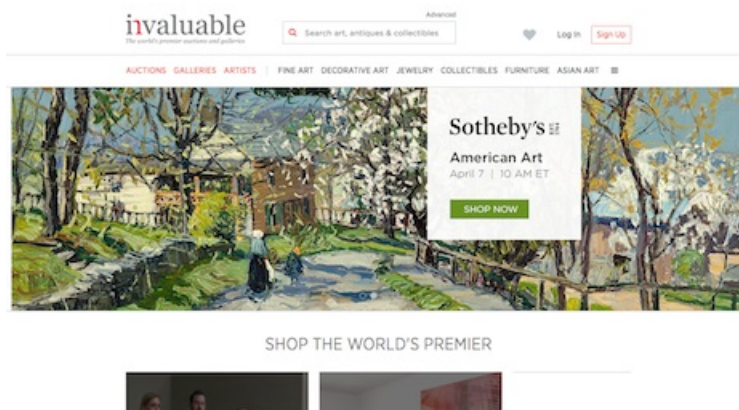 Advanced
invaluable
The world's premier auctions and galleries
Search art, antiques & collectibles
Log In
Sign Up
AUCTIONS GALLERIES ARTISTS FINE ART DECORATIVE ART JEWELRY COLLECTIBLES FURNITURE ASIAN ART
Sotheby's EST. 1744
American Art
April 7 | 10 AM ET
SHOP NOW
SHOP THE WORLD'S PREMIER